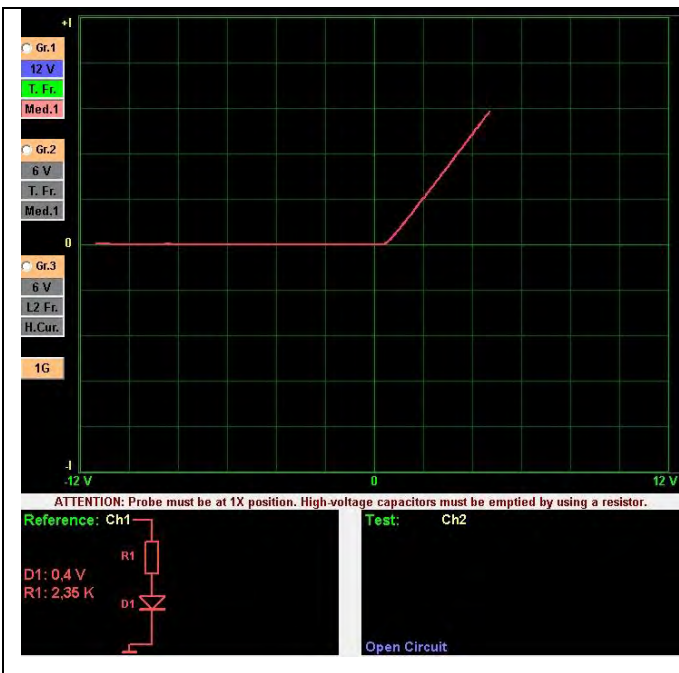 +I
Gr.1
12 V
T. Fr.
Med.1
Gr.2
6 V
T. Fr.
Med.1
0
Gr.3
6 V
L2 Fr.
H.Cur.
1G
-I
-12 V
0
12 V
ATTENTION: Probe must be at 1X position. High-voltage capacitors must be emptied by using a resistor.
Reference: Ch1
R1
D1: 0,4 V
R1: 2,35 K
D1
Test: Ch2
Open Circuit